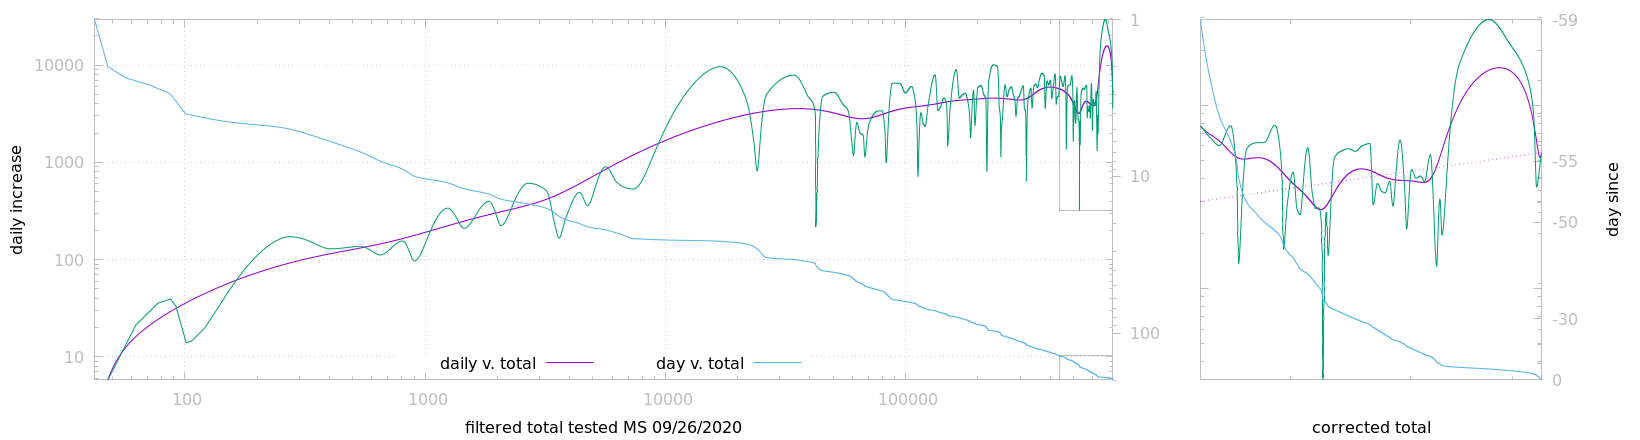 1
-59
10000
daily increase
1000
10
-55
-50
day since
100
-30
100
10
daily v. total
day v. total
0
100
1000
10000
100000
filtered total tested MS 09/26/2020
corrected total